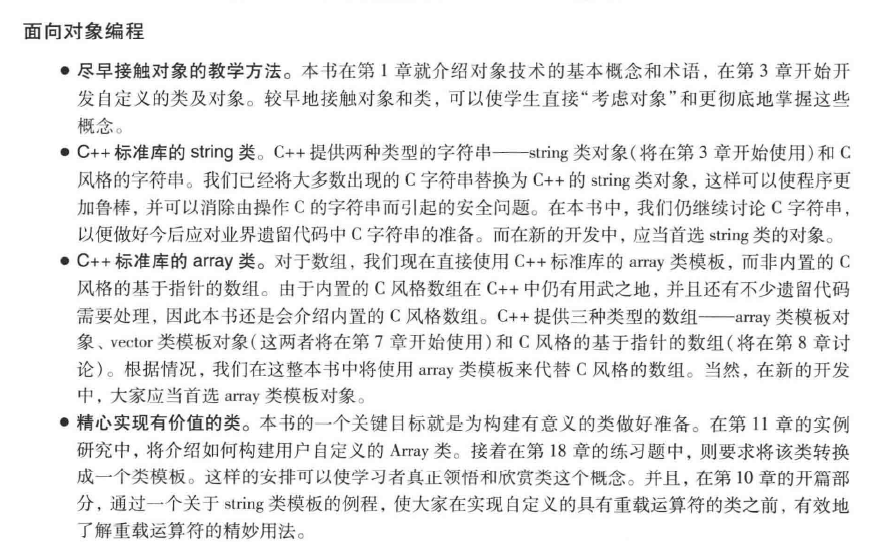 面向对象编程
● 尽早接触对象的教学方法。本书在第 1 章就介绍对象技术的基本概念和术语，在第 3 章开始开
发自定义的类及对象。较早地接触对象和类，可以使学生直接“考虑对象”和更彻底地掌握这些
概念。
● C++ 标准库的 string 类。C++ 提供两种类型的字符串——string 类对象(将在第 3 章开始使用)和 C
风格的字符串。我们已经将大多数出现的 C 字符串替换为 C++ 的 string 类对象，这样可以使程序更
加鲁棒，并可以消除由操作 C 的字符串而引起的安全问题。在本书中，我们仍继续讨论 C 字符串，
以便做好今后应对业界遗留代码中 C 字符串的准备。而在新的开发中，应当首选 string 类的对象。
● C++ 标准库的 array 类。对于数组，我们现在直接使用 C++ 标准库的 array 类模板，而非内置的 C
风格的基于指针的数组。由于内置的 C 风格数组在 C++ 中仍有用武之地，并且还有不少遗留代码
需要处理，因此本书还是会介绍内置的 C 风格数组。C++ 提供三种类型的数组——array 类模板对
象、vector 类模板对象(这两者将在第 7 章开始使用)和 C 风格的基于指针的数组(将在第 8 章讨
论)。根据情况，我们在这整本书中将使用 array 类模板来代替 C 风格的数组。当然，在新的开发
中，大家应当首选 array 类模板对象。
● 精心实现有价值的类。本书的一个关键目标就是为构建有意义的类做好准备。在第 11 章的实例
研究中，将介绍如何构建用户自定义的 Array 类。接着在第 18 章的练习题中，则要求将该类转换
成一个类模板。这样的安排可以使学习者真正领悟和欣赏类这个概念。并且，在第 10 章的开篇部
分，通过一个关于 string 类模板的例程，使大家在实现自定义的具有重载运算符的类之前，有效地
了解重载运算符的精妙用法。